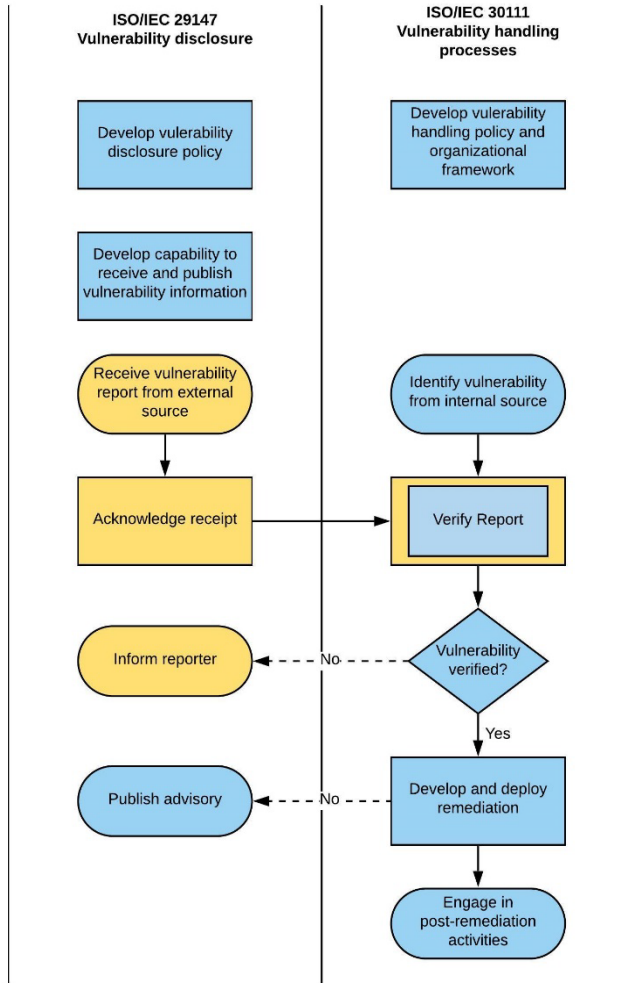 ISO/IEC 29147
Vulnerability disclosure
ISO/IEC 30111
Vulnerability handling
processes
Develop vulerability
disclosure policy
Develop vulerability
handling policy and
organizational
framework
Develop capability to
receive and publish
vulnerability information
Receive vulnerability
report from external
source
Identify vulnerability
from internal source
Acknowledge receipt
Verify Report
Inform reporter
No
Vulnerability
verified?
Yes
Publish advisory
No
Develop and deploy
remediation
Engage in
post-remediation
activities